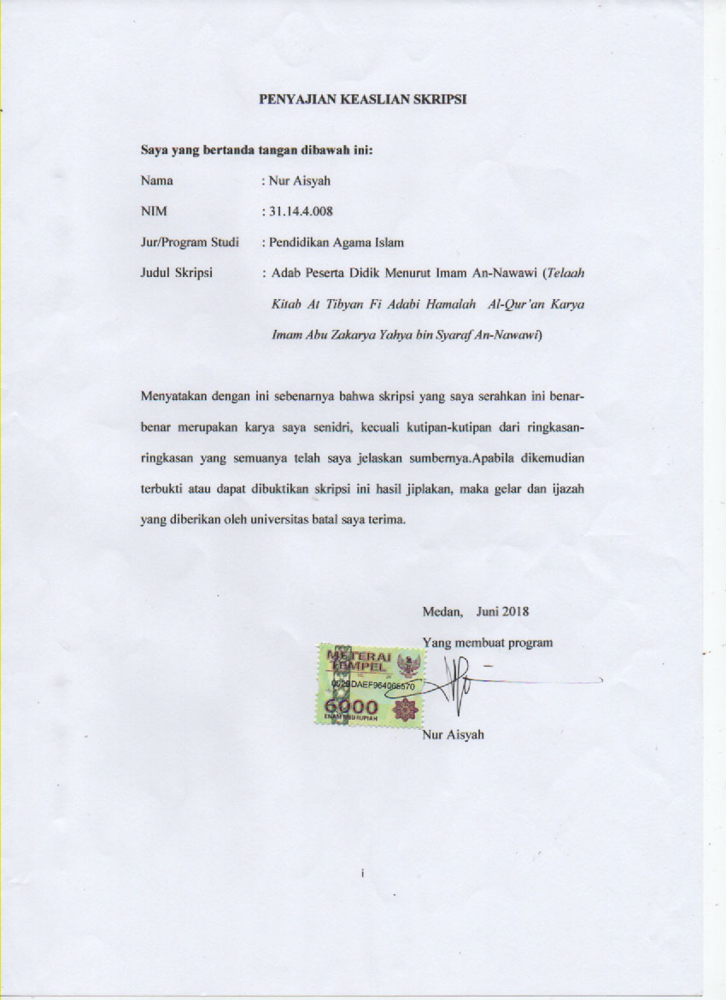 PENYAJIAN KEASLIAN SKRIPSI
Saya yang bertanda tangan dibawah ini:
Nama : Nur Aisyah
NIM : 31.14.4.008
Jur/Program Studi : Pendidikan Agama Islam
Judul Skripsi : Adab Peserta Didik Menurut Imam An-Nawawi (Telaah
Kitab At Tibyan Fi Adabi Hamalah Al-Qur'an Karya
Imam Abu Zakarya Yahya bin Syaraf An-Nawawi)
Menyatakan dengan ini sebenarnya bahwa skripsi yang saya serahkan ini benar-
benar merupakan karya saya senidri, kecuali kutipan-kutipan dari ringkasan-
ringkasan yang semuanya telah saya jelaskan sumbernya.Apabila dikemudian
terbukti atau dapat dibuktikan skripsi ini hasil jiplakan, maka gelar dan ijazah
yang diberikan oleh universitas batal saya terima.
Medan, Juni 2018
Yang membuat program
METERAI
TEMPEL
6000
ENAM RIBU RUPIAH
Nur Aisyah
i